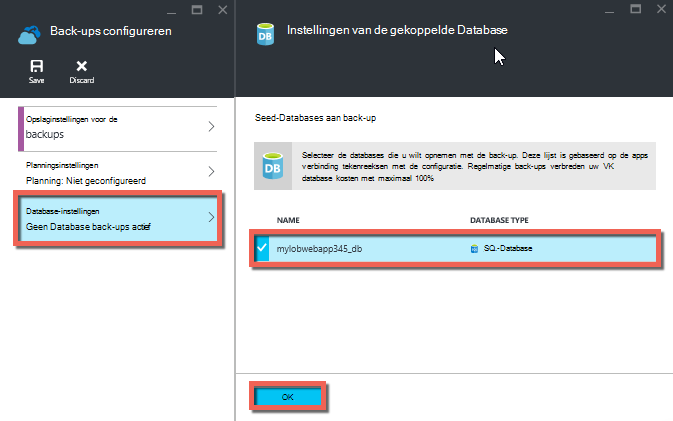 Back-ups configureren
Save
Discard
Opslaginstellingen voor de
backups
Planningsinstellingen
Planning: Niet geconfigureerd
Database-instellingen
Geen Database back-ups actief
DB
Instellingen van de gekoppelde Database
Seed-Databases aan back-up
DB
Selecteer de databases die u wilt opnemen met de back-up. Deze lijst is gebaseerd op de apps
verbinding tekenreeksen met de configuratie. Regelmatige back-ups verbreden uw VK
database kosten met maximaal 100%
NAME
DATABASE TYPE
mylobwebapp345_db
SQ.-Database
OK